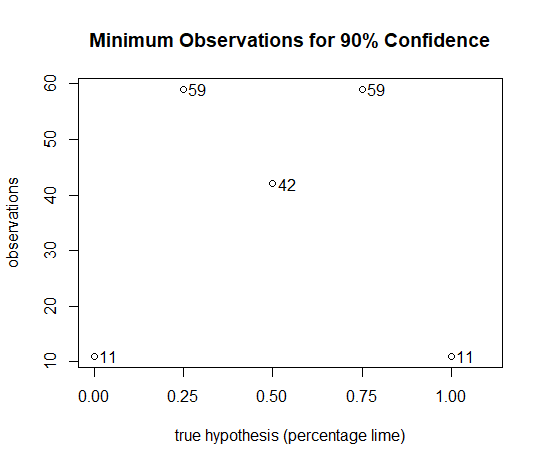 Minimum Observations for 90% Confidence
observations
60
50
40
30
20
10
59
59
42
11
11
0.00 0.25 0.50 0.75 1.00
true hypothesis (percentage lime)